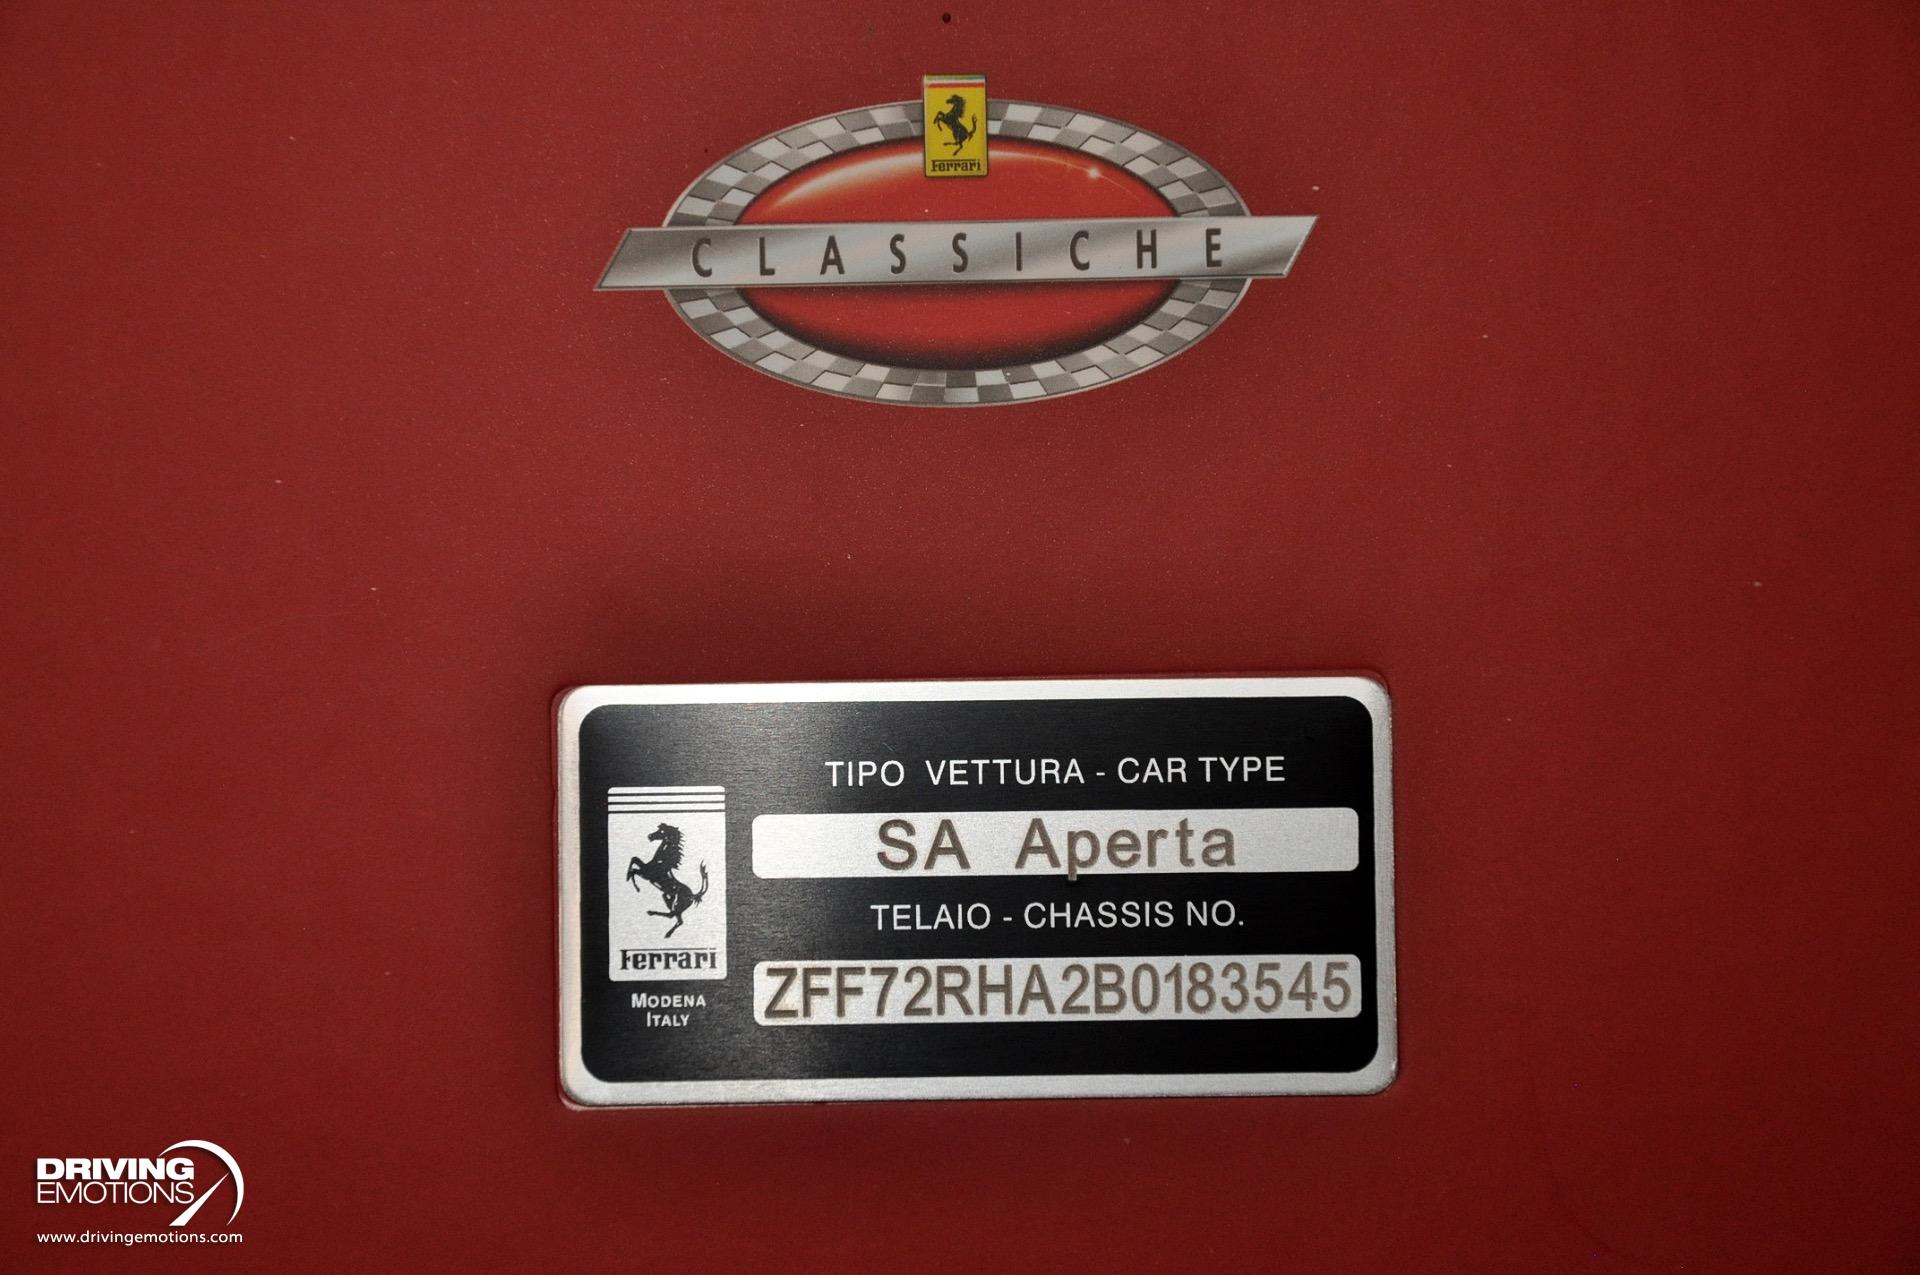 Ferrari
CLASSICHE
TIPO VETTURA - CAR TYPE
SA Aperta
TELAIO - CHASSIS NO.
ZFF72RHA2B0183545
Ferrari
MODENA
ITALY
DRIVING
EMOTIONS
www.drivingemotions.com